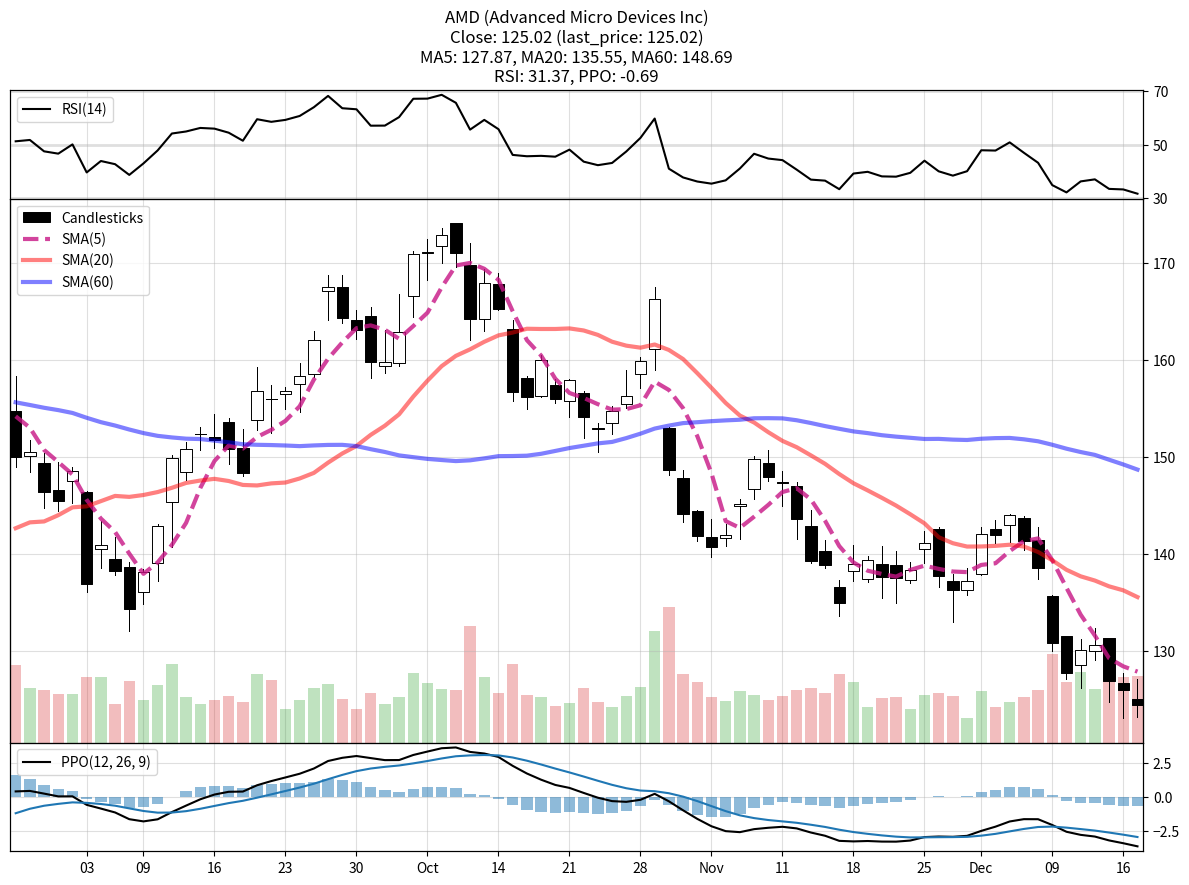 AMD (Advanced Micro Devices Inc)
Close: 125.02 (last_price: 125.02)
MA5: 127.87, MA20: 135.55, MA60: 148.69
RSI: 31.37, PPO: -0.69
RSI(14)
70
50
30
Candlesticks
SMA(5)
SMA(20)
SMA(60)
170
160
150
140
130
PPO(12, 26, 9)
2.5
0.0
−2.5
03 09 16 23 30 Oct 14 21 28 Nov 11 18 25 Dec 09 16